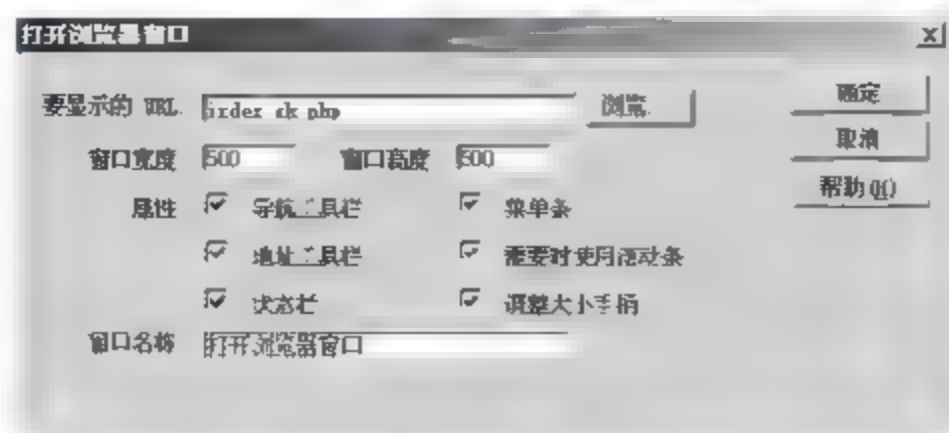 打开浏览器窗口
要显示的 URL: index_ok.php 浏览... 确定
取消
窗口宽度 500 窗口高度 500
帮助(H)
属性 导航工具栏 菜单条
地址工具栏 需要时使用滚动条
状态栏 调整大小手柄
窗口名称 打开浏览器窗口